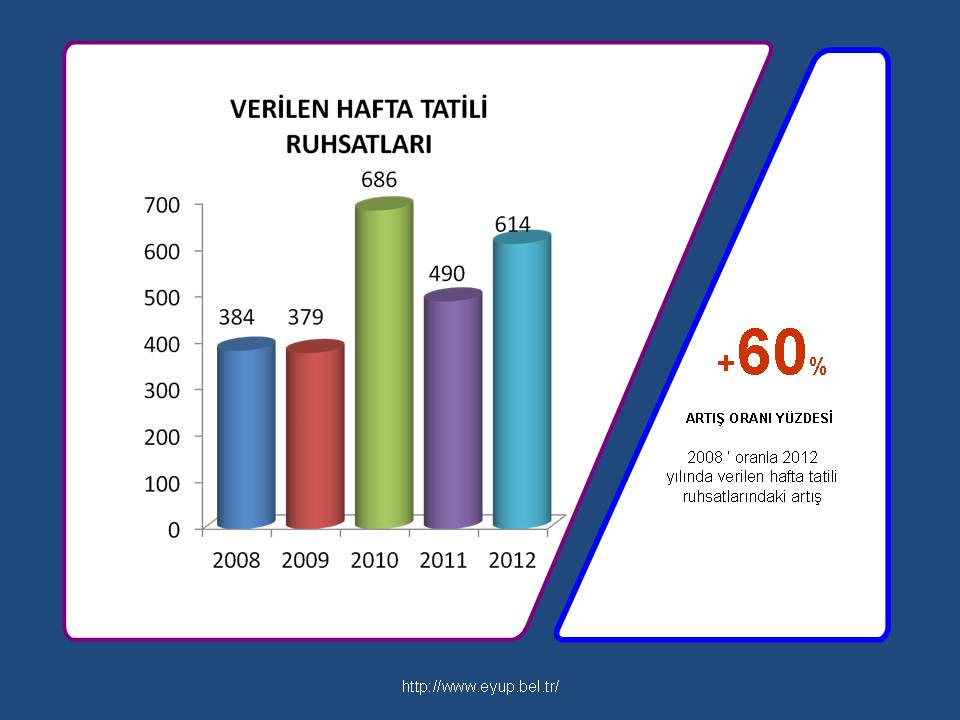 VERİLEN HAFTA TATİLİ
RUHSATLARI
686
614
490
384
379
700
600
500
400
300
200
100
0
2008 2009 2010 2011 2012
+60%
ARTIŞ ORANI YÜZDESİ
2008 ' oranla 2012
yılında verilen hafta tatili
ruhsatlarındaki artış
http://www.eyup.bel.tr/